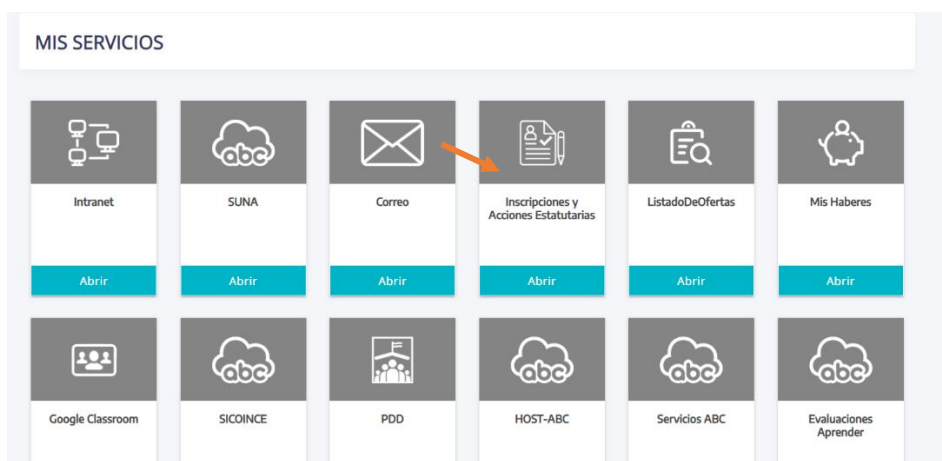 MIS SERVICIOS
abc
Intranet
SUNA
Correo
Inscripciones y
Acciones Estatutarias
ListadoDeOfertas
Mis Haberes
Abrir
Abrir
Abrir
Abrir
Abrir
Abrir
abc
abc
abc
abc
Google Classroom
SICOINCE
PDD
HOST-ABC
Servicios ABC
Evaluaciones
Aprender